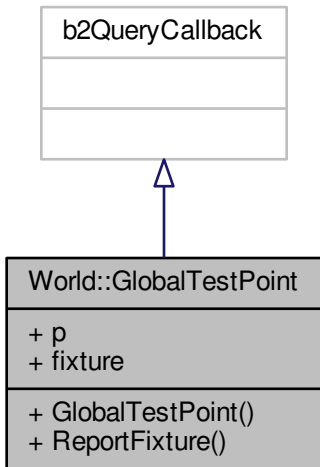 b2QueryCallback
World::GlobalTestPoint
+ p
+ fixture
+ GlobalTestPoint()
+ ReportFixture()